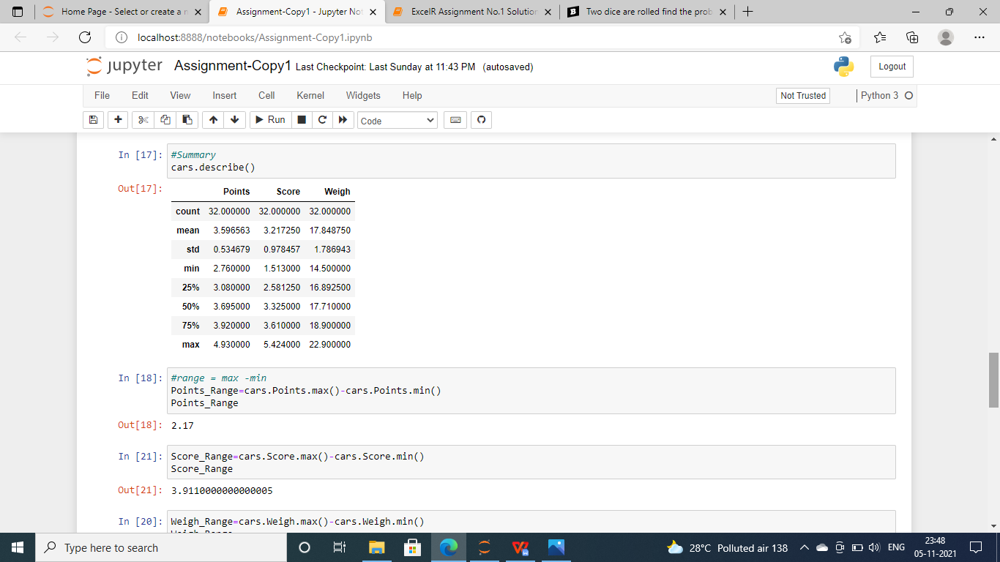 Home Page - Select or create a n
Assignment-Copy1 - Jupyter Not
ExcelR Assignment No.1 Solution
Two dice are rolled find the prob
localhost:8888/notebooks/Assignment-Copy1.ipynb
jupyter Assignment-Copy1 Last Checkpoint: Last Sunday at 11:43 PM (autosaved)
Logout
File Edit View Insert Cell Kernel Widgets Help
Not Trusted
Python 3
Run
Code
In [17]: #Summary
cars.describe()
Out[17]:
Points Score Weigh
count 32.000000 32.000000 32.000000
mean 3.596563 3.217250 17.848750
std 0.534679 0.978457 1.786943
min 2.760000 1.513000 14.500000
25% 3.080000 2.581250 16.892500
50% 3.695000 3.325000 17.710000
75% 3.920000 3.610000 18.900000
max 4.930000 5.424000 22.900000
In [18]: #range = max -min
Points_Range=cars.Points.max()-cars.Points.min()
Points_Range
Out[18]: 2.17
In [21]: Score_Range=cars.Score.max()-cars.Score.min()
Score_Range
Out[21]: 3.9110000000000005
In [20]: Weigh_Range=cars.Weigh.max()-cars.Weigh.min()
Type here to search
28°C Polluted air 138
ENG
23:48
05-11-2021